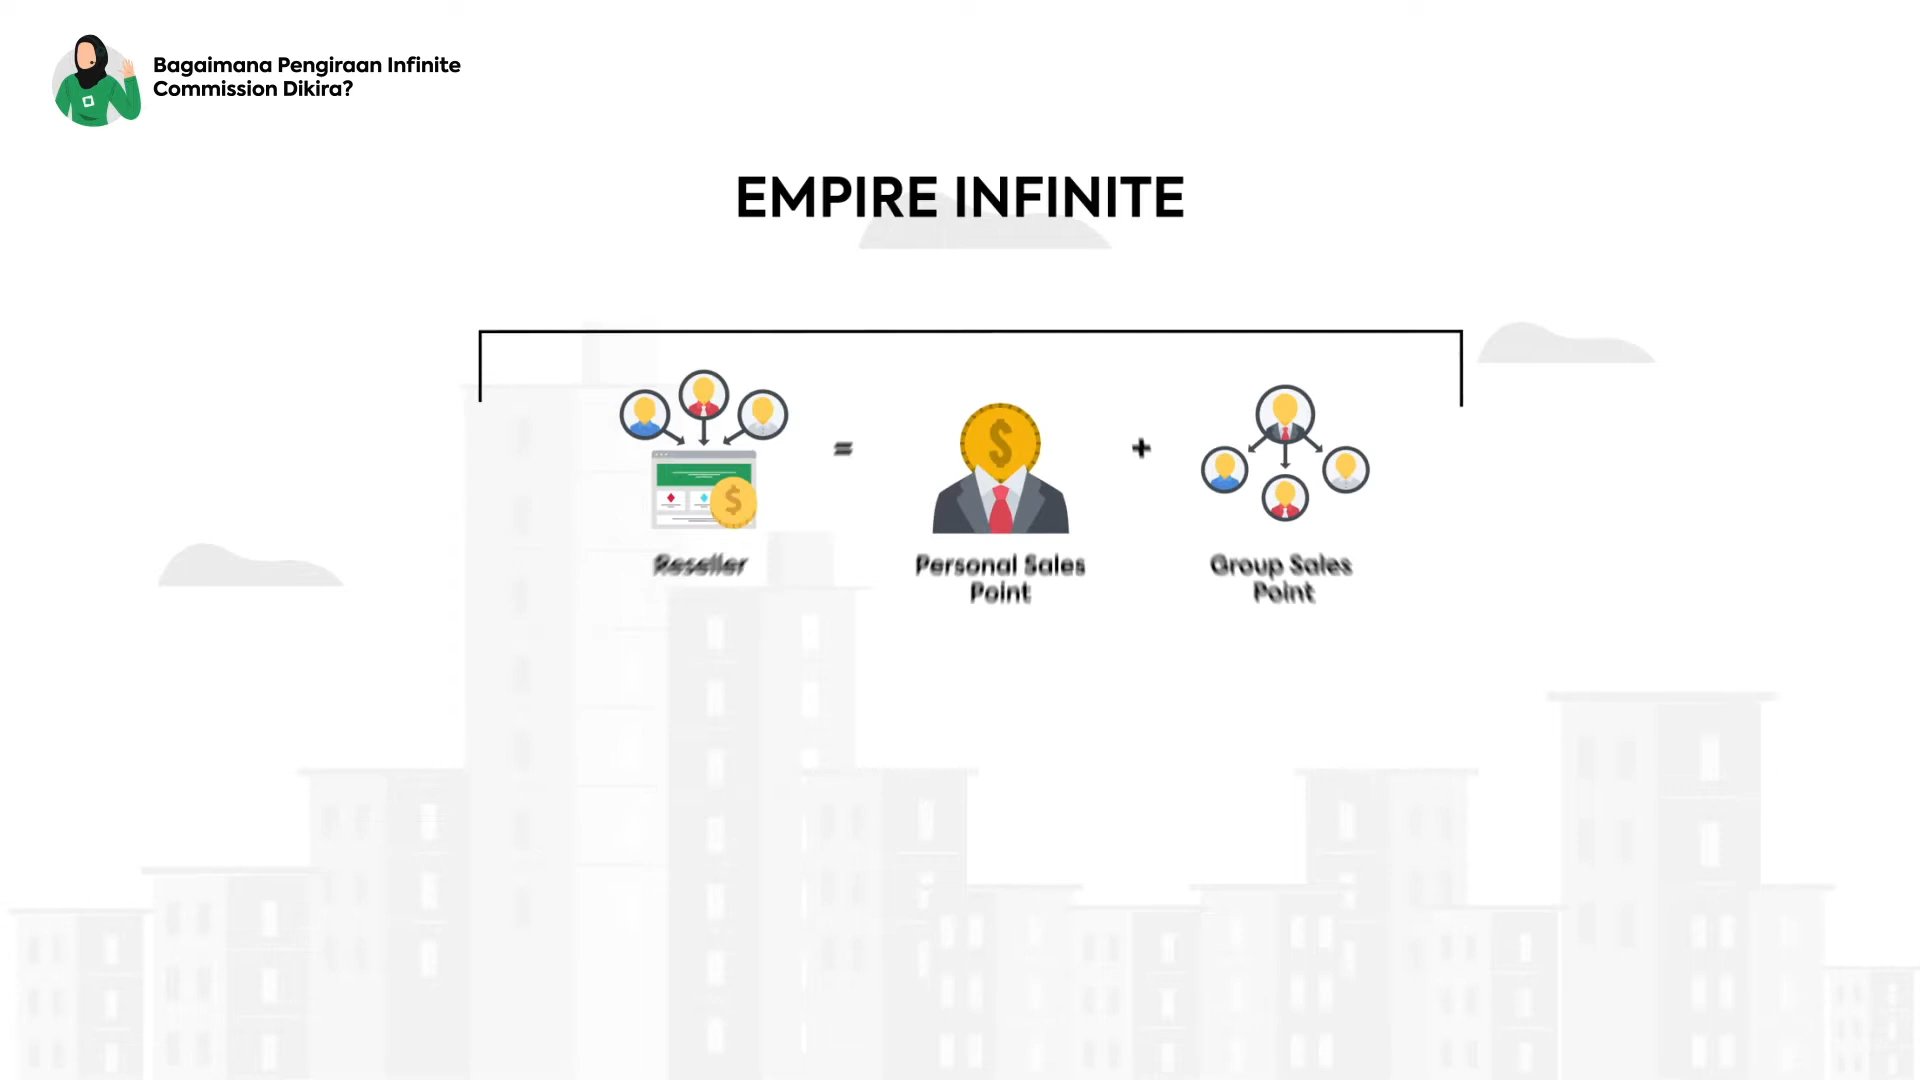 Bagaimana Pengiraan Infinite
Commission Dikira?
EMPIRE INFINITE
=
+
Reseller
Personal Sales
Point
Group Sales
Point